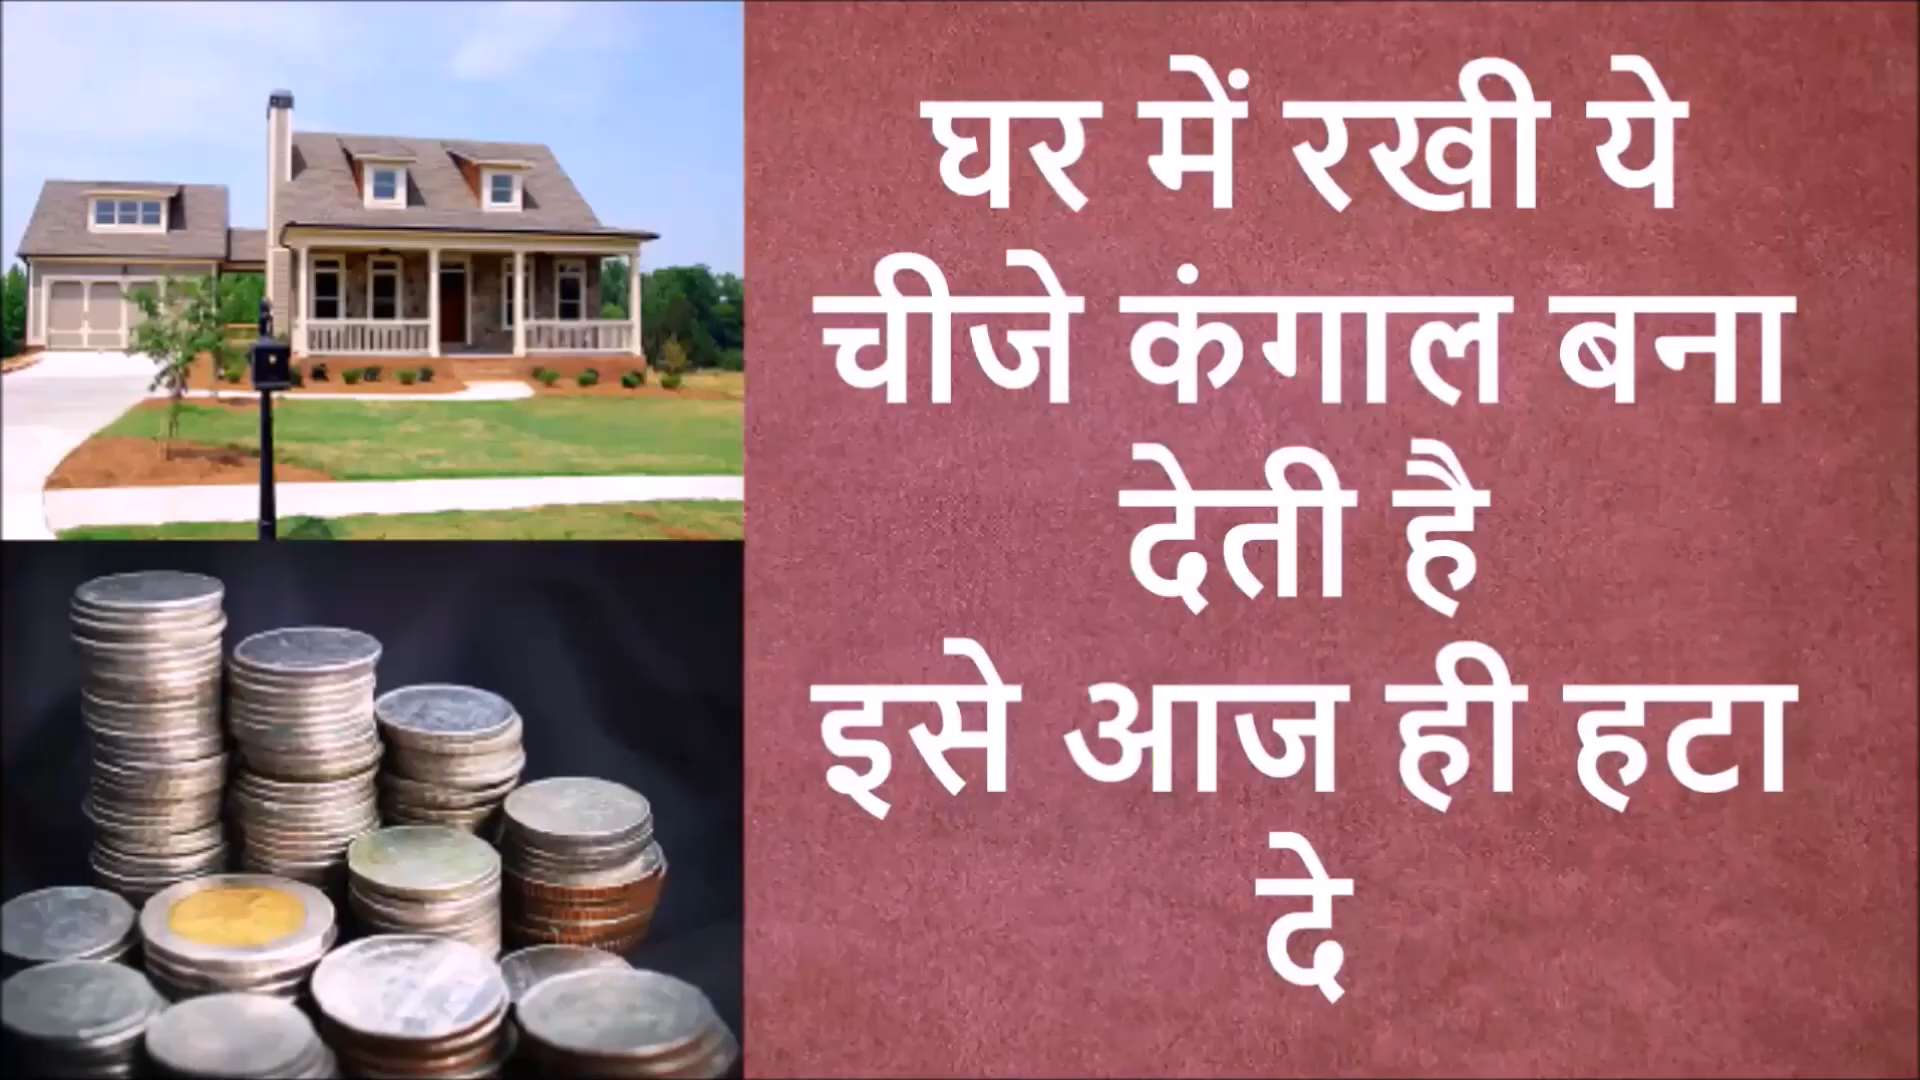 घर में रखी ये
चीजे कंगाल बना
देती है
इसे आज ही हटा
दे